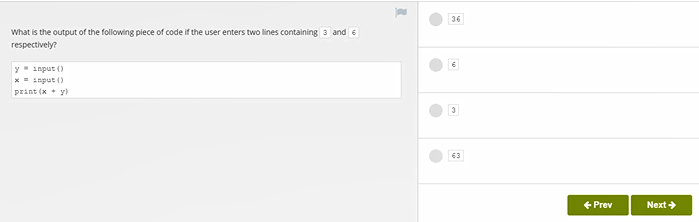 What is the output of the following piece of code if the user enters two lines containing 3 and 6
respectively?
y = input()
x = input()
print(x + y)
36
6
3
63
← Prev
Next →